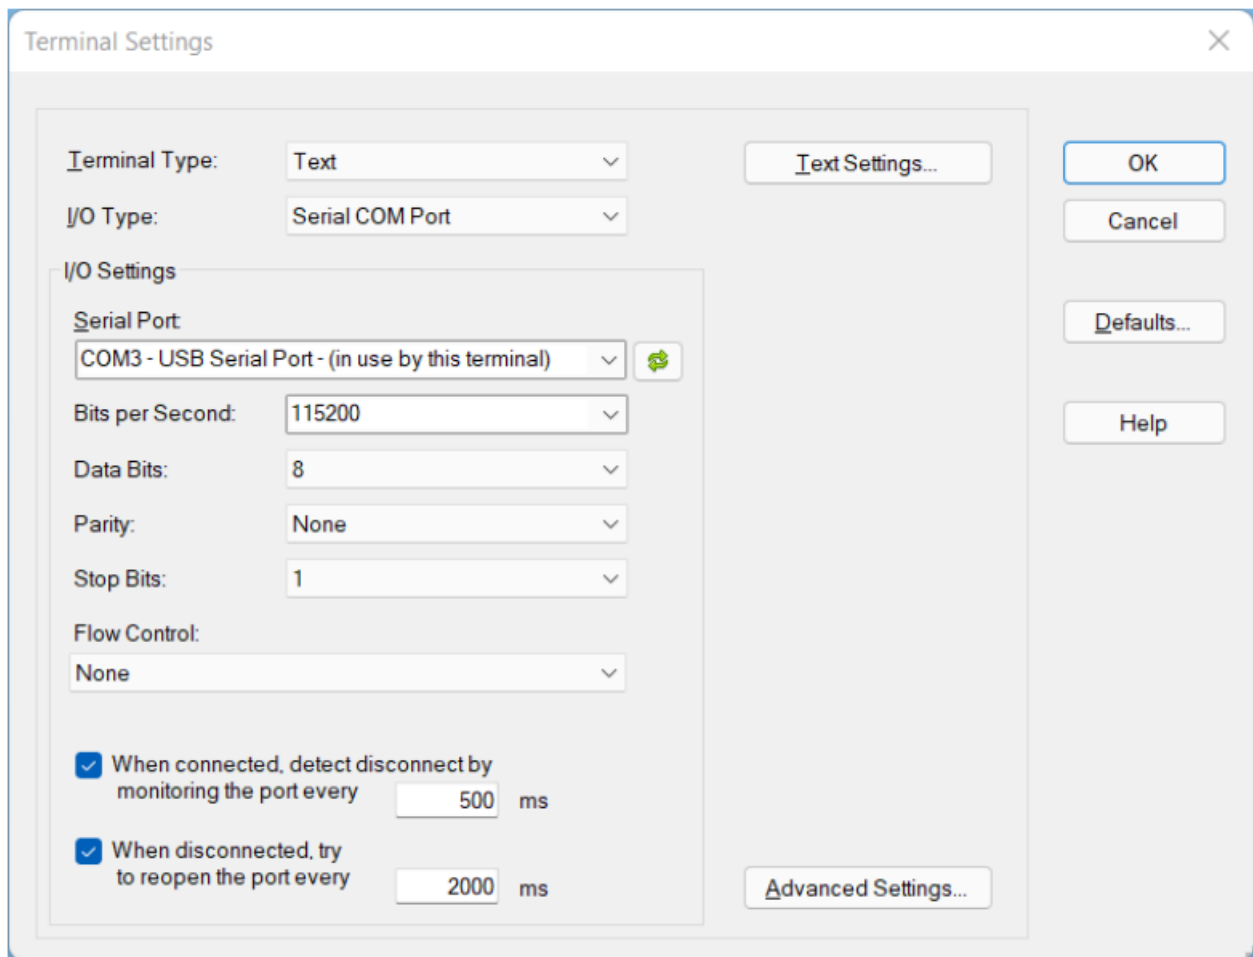 Terminal Settings
Terminal Type: Text Text Settings... OK
I/O Type: Serial COM Port Cancel
I/O Settings
Serial Port: Defaults...
COM3 - USB Serial Port - (in use by this terminal)
Bits per Second: 115200 Help
Data Bits: 8
Parity: None
Stop Bits: 1
Flow Control:
None
When connected, detect disconnect by
monitoring the port every 500 ms
When disconnected, try
to reopen the port every 2000 ms
Advanced Settings...